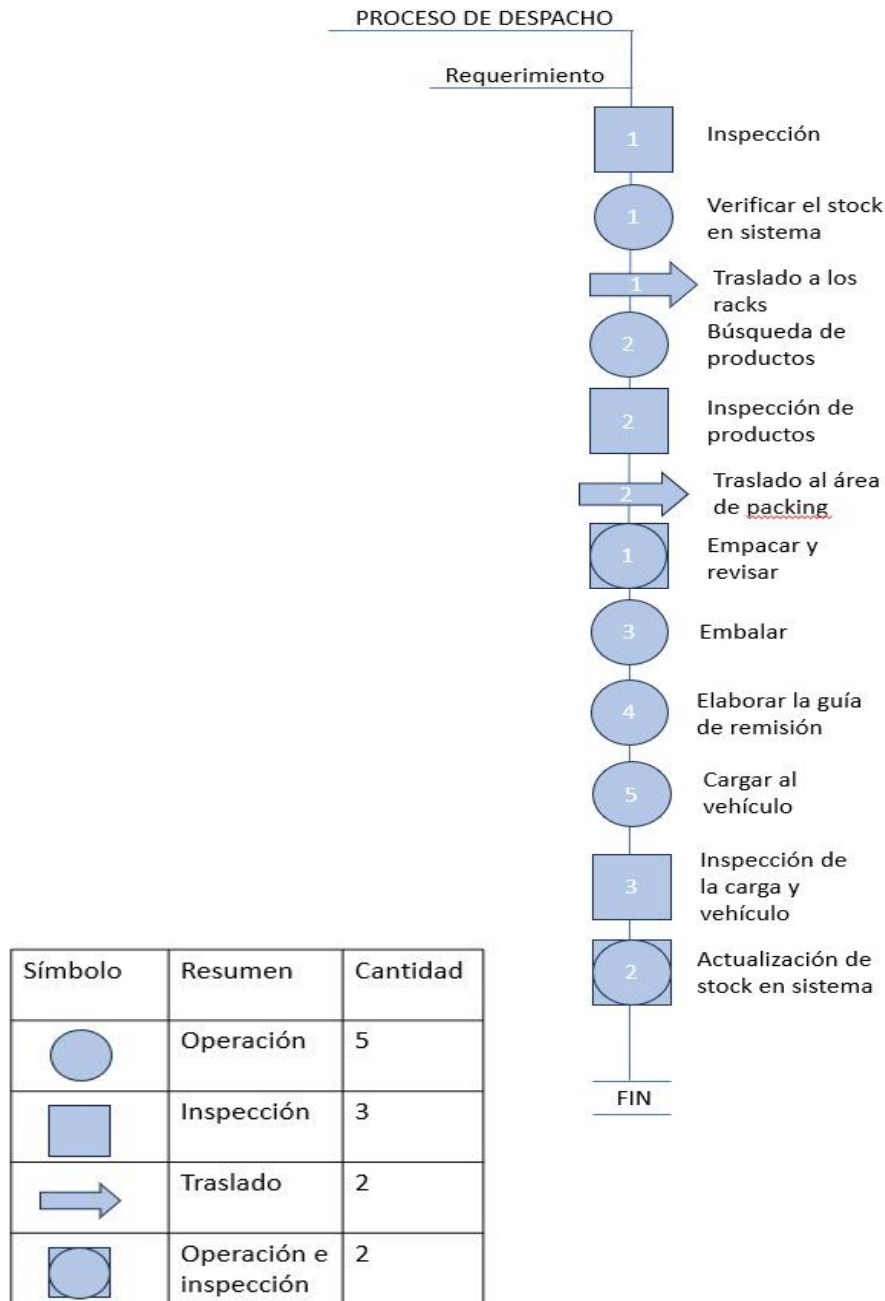 PROCESO DE DESPACHO
Requerimiento
1
Inspección
1
Verificar el stock
en sistema
1
Traslado a los
racks
2
Búsqueda de
productos
2
Inspección de
productos
2
Traslado al área
de packing
1
Empacar y
revisar
3
Embalar
4
Elaborar la guía
de remisión
5
Cargar al
vehículo
3
Inspección de
la carga y
vehículo
2
Actualización de
stock en sistema
FIN
Símbolo Resumen Cantidad
Operación 5
Inspección 3
Traslado 2
Operación e 2
inspección